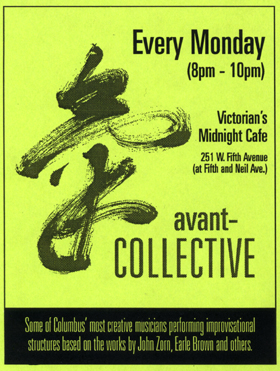 Every Monday
(8pm - 10pm)
Victorian's
Midnight Cafe
251 W. Fifth Avenue
(at Fifth and Neil Ave.)
avant-
COLLECTIVE
Some of Columbus' most creative musicians performing improvisational
structures based on the works by John Zorn, Earle Brown and others.